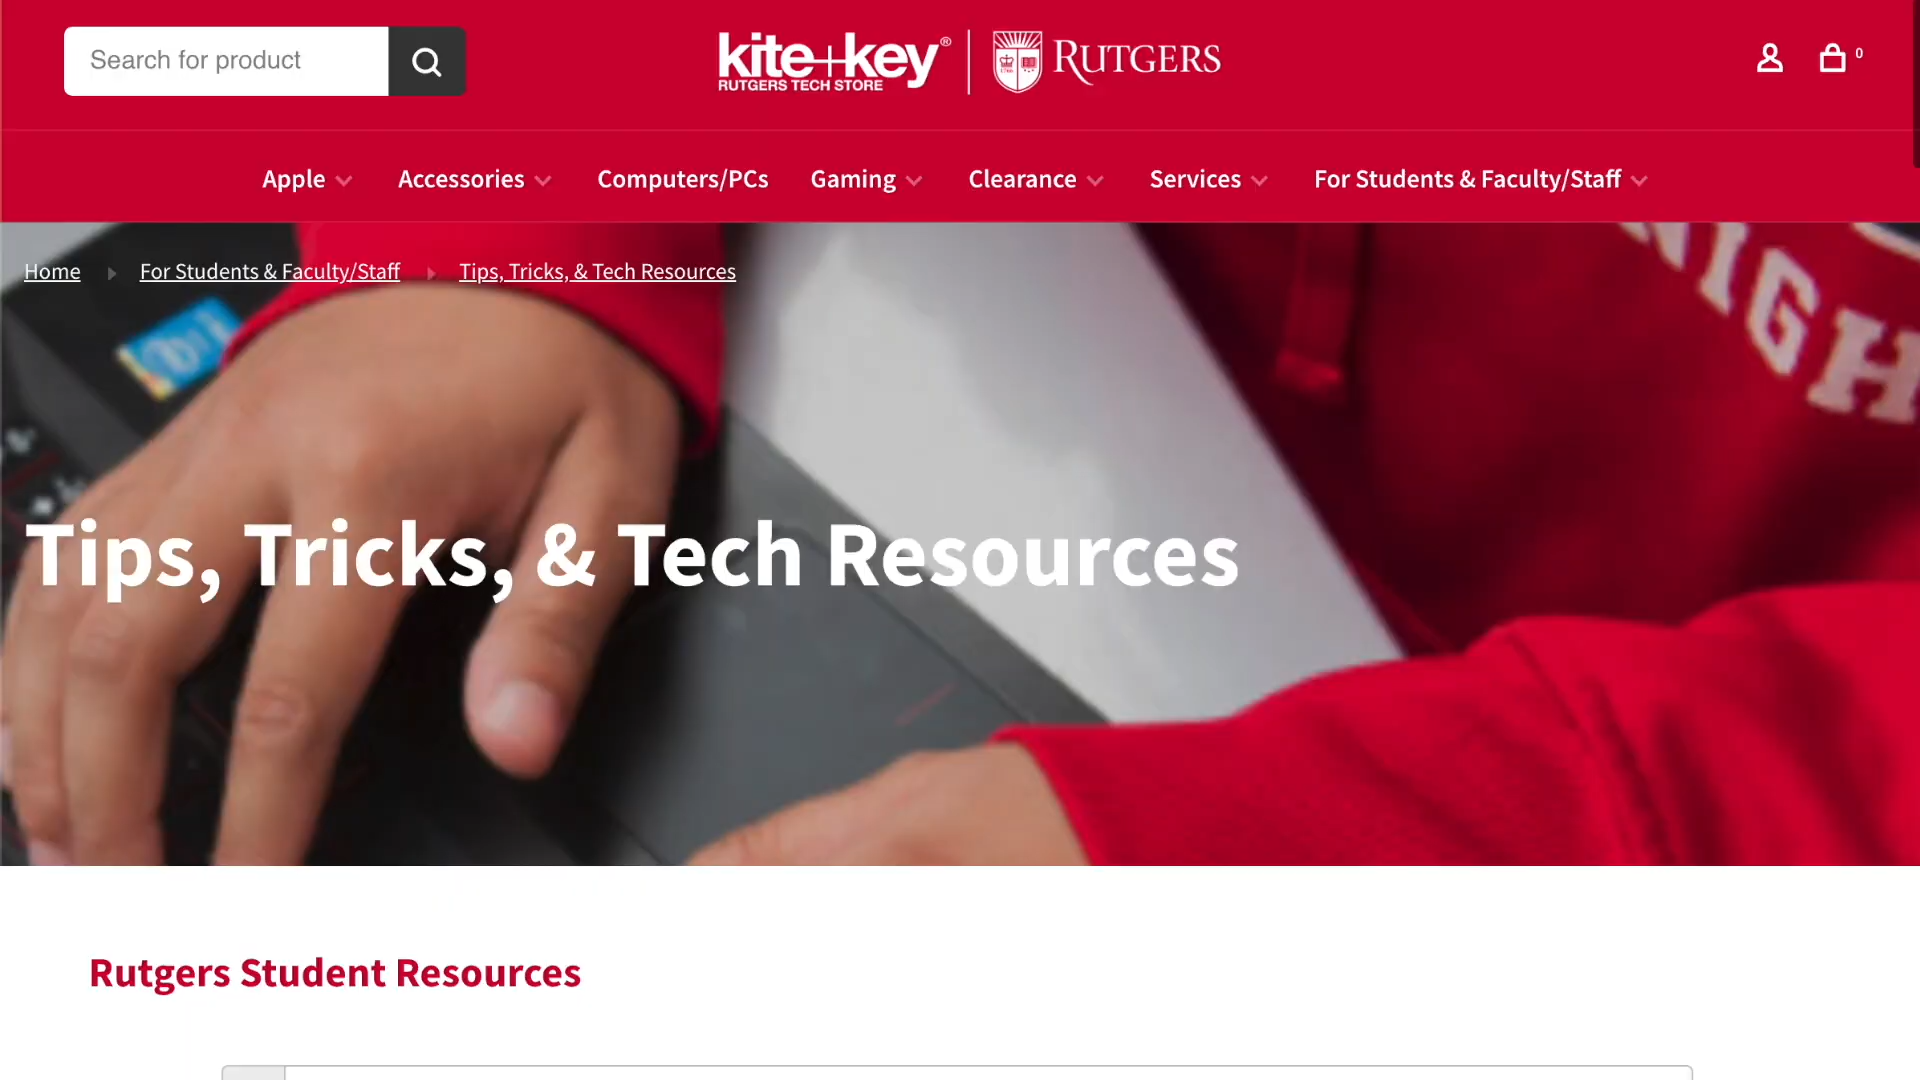 Search for product
kite+key®
RUTGERS TECH STORE
RUTGERS
0
Apple
Accessories
Computers/PCs
Gaming
Clearance
Services
For Students & Faculty/Staff
Home
For Students & Faculty/Staff
Tips, Tricks, & Tech Resources
Tips, Tricks, & Tech Resources
Rutgers Student Resources